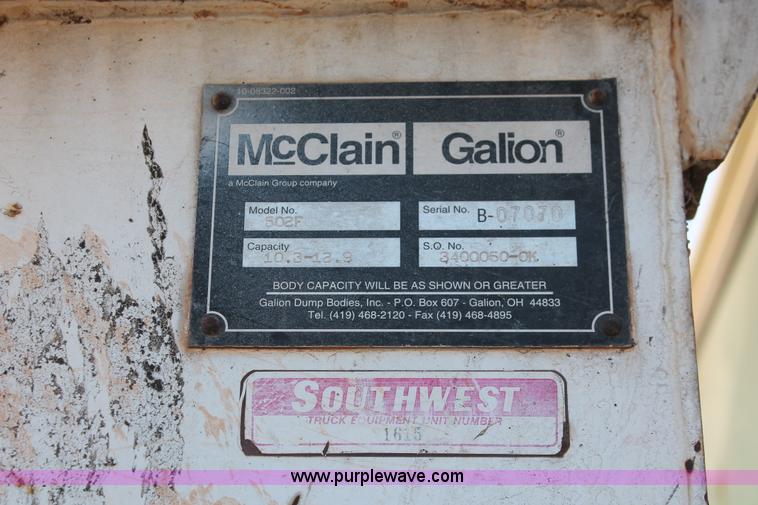 10-08322-002
McClain® Galion®
a McClain Group company
Model No. 502F
Serial No. B-07070
Capacity 10.3-12.9
S.O. No. 3400050-OK
BODY CAPACITY WILL BE AS SHOWN OR GREATER
Galion Dump Bodies, Inc. - P.O. Box 607 - Galion, OH 44833
Tel. (419) 468-2120 - Fax (419) 468-4895
SOUTHWEST
TRUCK EQUIPMENT UNIT NUMBER
1615
www.purplewave.com